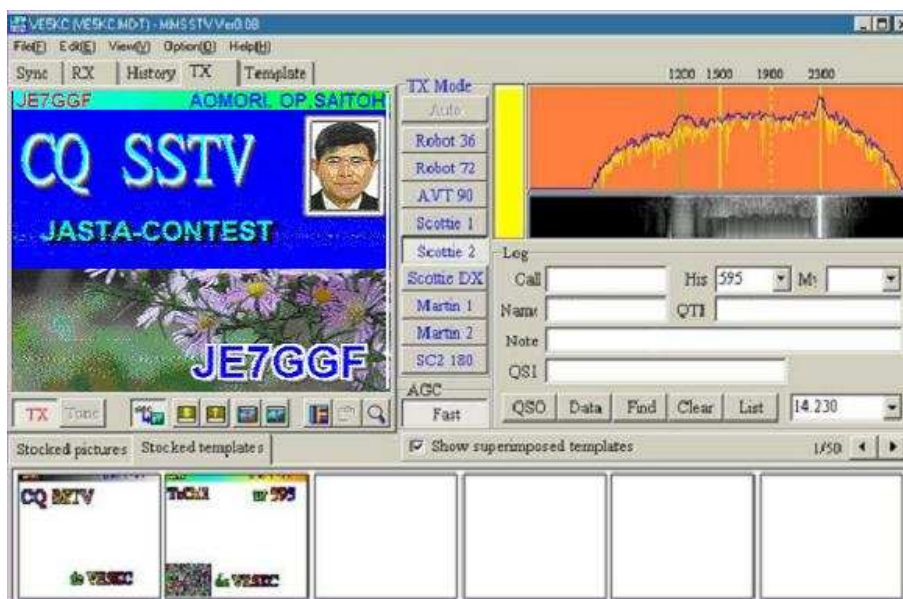 VE5KC (VE5KC.MDT) - MMSSTV Ver0.08
File(F) Edit(E) View(V) Option(O) Help(H)
Sync RX History TX Template
JE7GGF AOMORI. OP.SAITOH
CQ SSTV
JASTA-CONTEST
JE7GGF
TX Tune
TX Mode
Auto
Robot 36
Robot 72
AVT 90
Scottie 1
Scottie 2
Scottie DX
Martin 1
Martin 2
SC2 180
AGC
Fast
1200 1500 1900 2300
Log
Call His 595 My
Name QTH
Note
QSL
QSO Data Find Clear List 14.230
Stocked pictures Stocked templates
Show superimposed templates 1/50
CQ SSTV
de VE5KC
ur 595
de VE5KC